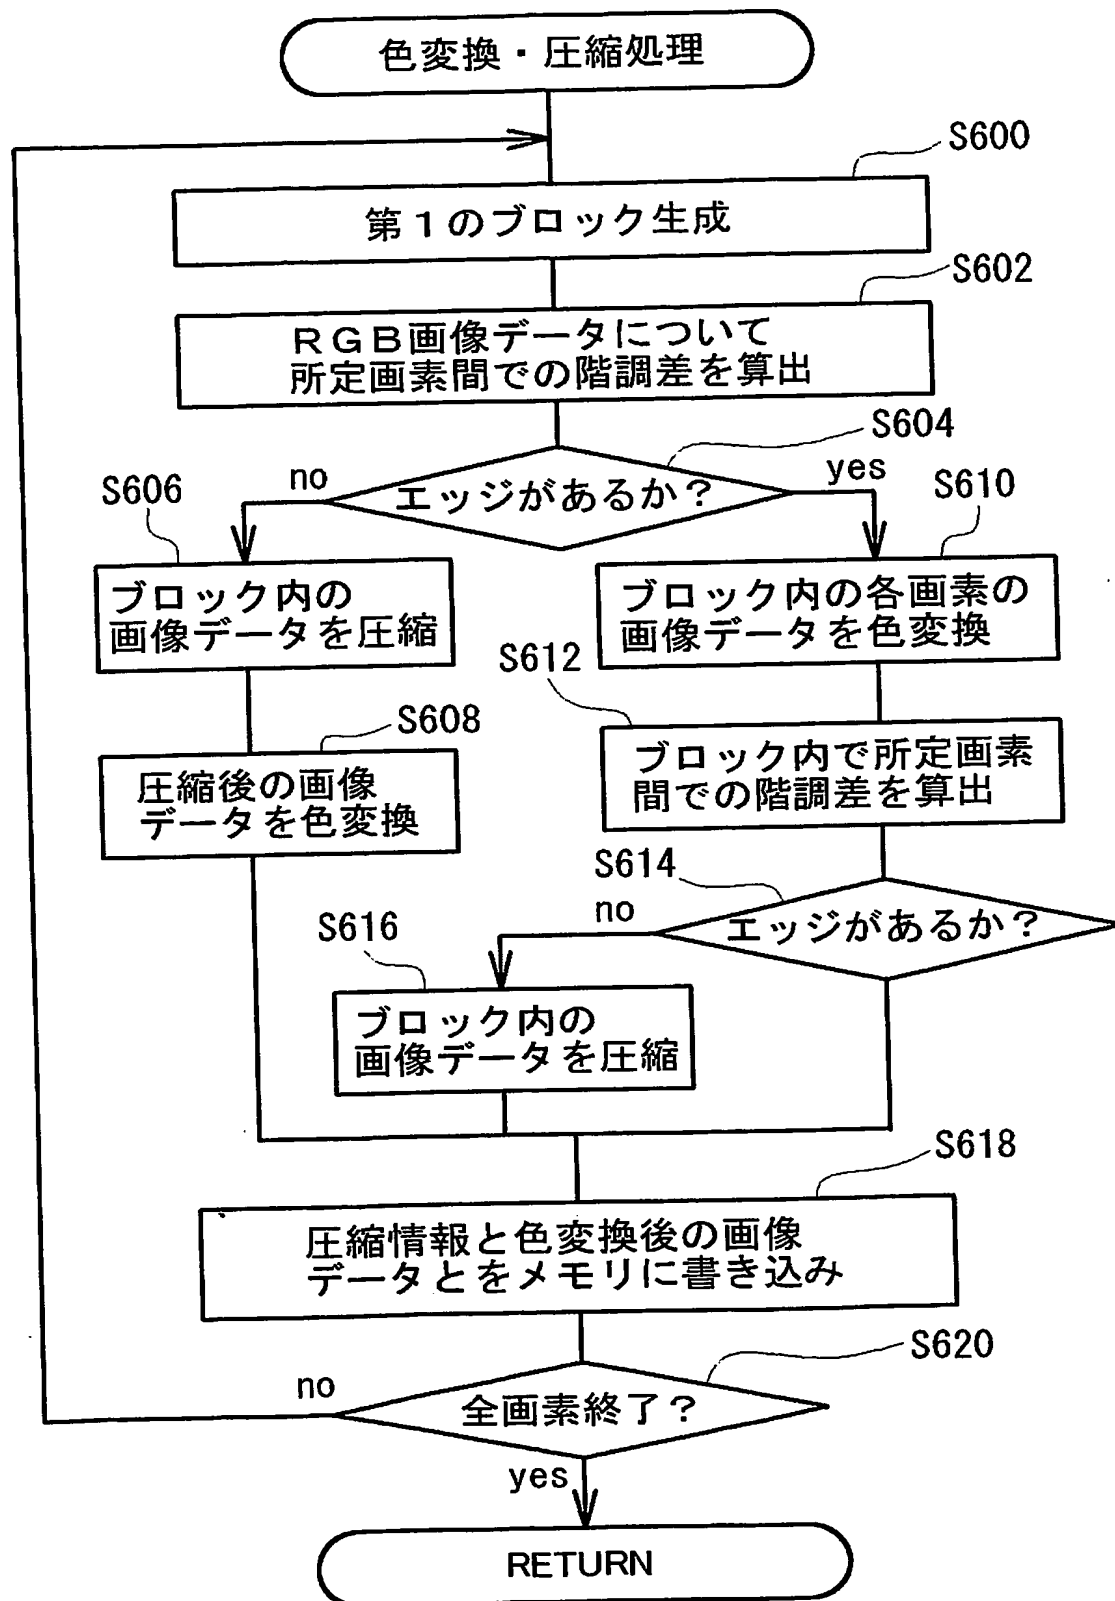 色変換・圧縮処理
S600
第１のブロック生成
S602
ＲＧＢ画像データについて
所定画素間での階調差を算出
S604
no
エッジがあるか？
yes
S606
S610
ブロック内の
画像データを圧縮
ブロック内の各画素の
画像データを色変換
S612
S608
圧縮後の画像
データを色変換
ブロック内で所定画素
間での階調差を算出
S614
no
エッジがあるか？
S616
ブロック内の
画像データを圧縮
S618
圧縮情報と色変換後の画像
データとをメモリに書き込み
S620
no
全画素終了？
yes
RETURN